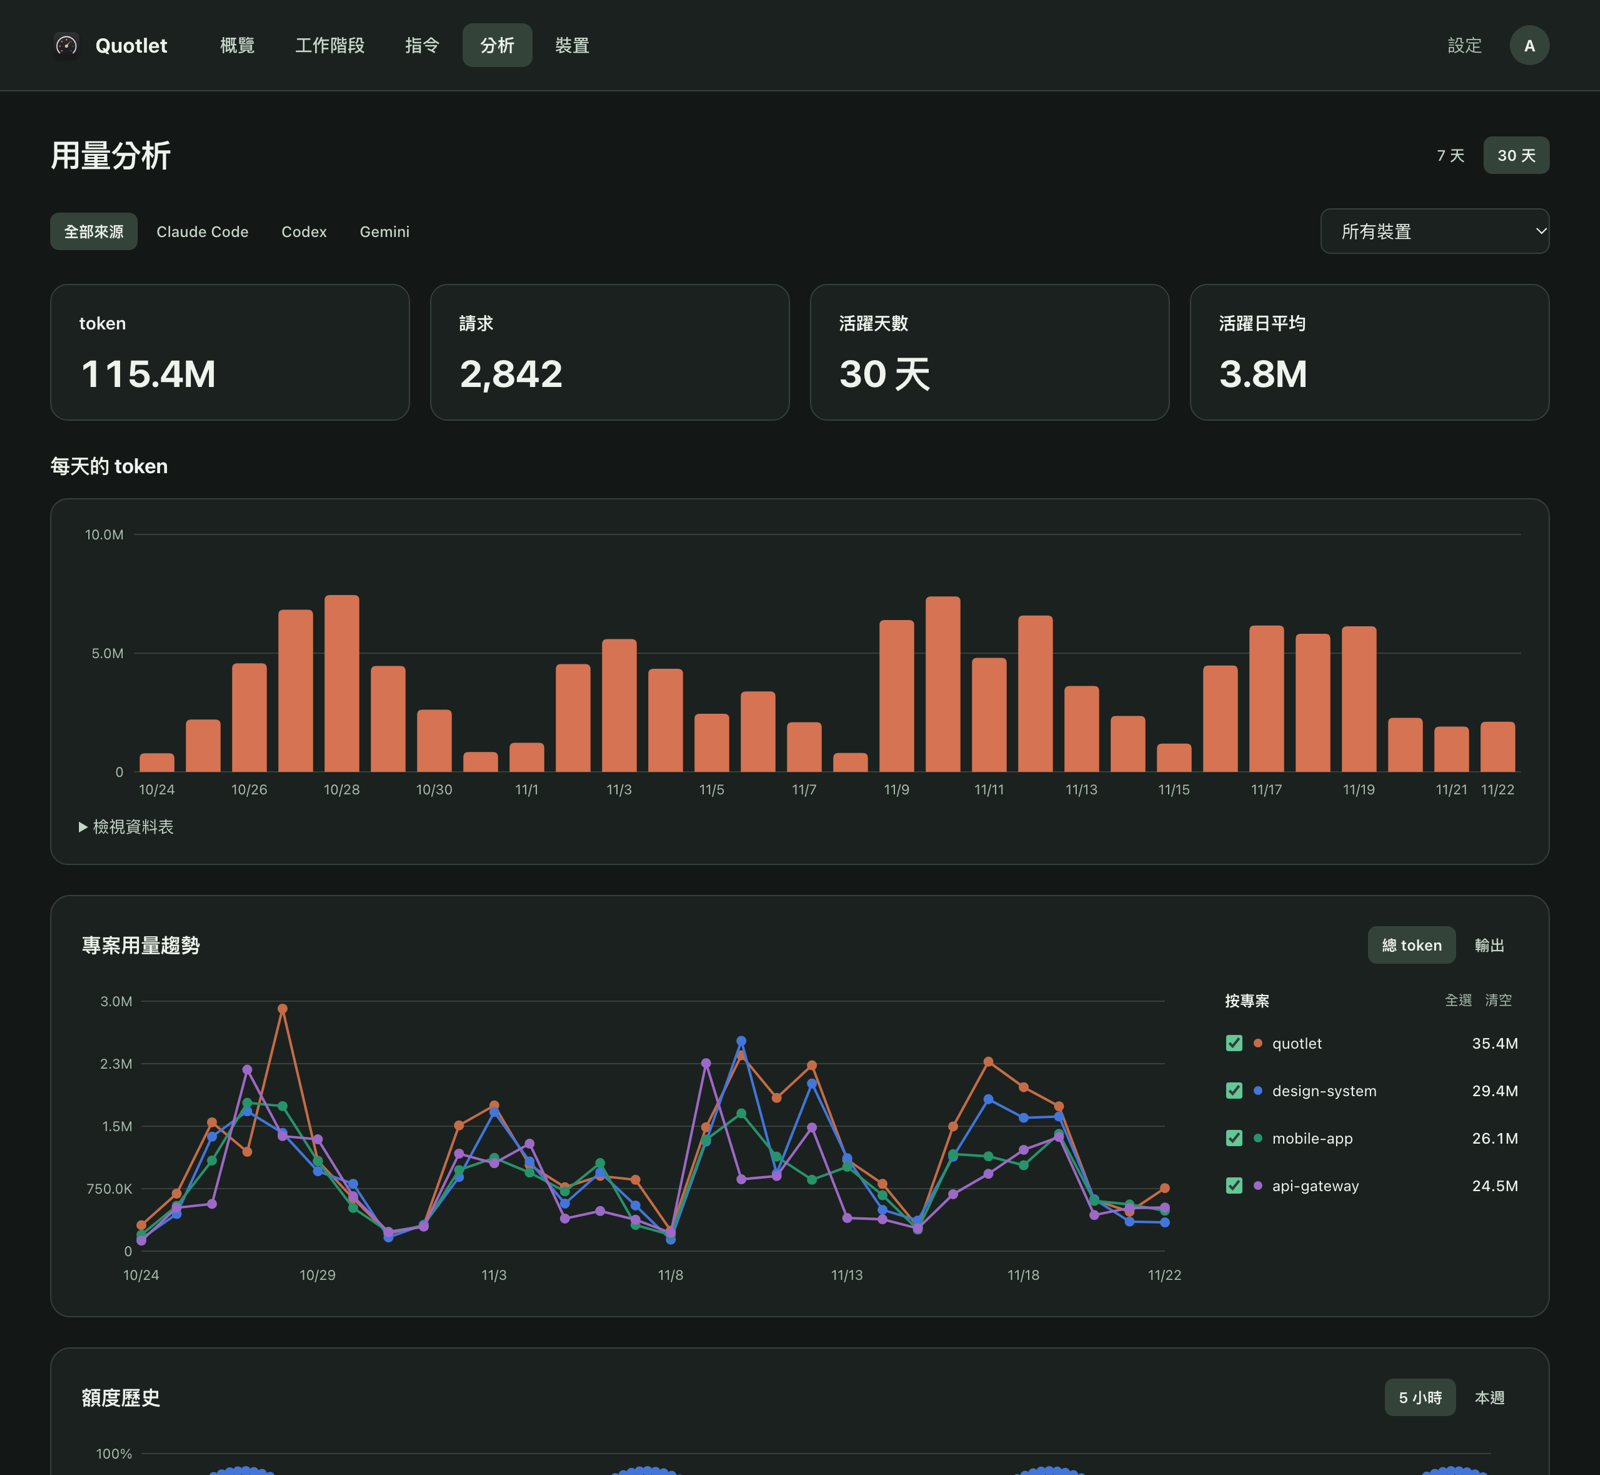 Quotlet 概覽 工作階段 指令 分析 裝置 設定 A
用量分析 7 天 30 天
全部來源 Claude Code Codex Gemini 所有裝置
token 請求 活躍天數 活躍日平均
115.4M 2,842 30 天 3.8M
每天的 token
10.0M
5.0M
0
10/24 10/26 10/28 10/30 11/1 11/3 11/5 11/7 11/9 11/11 11/13 11/15 11/17 11/19 11/21 11/22
檢視資料表
專案用量趨勢 總 token 輸出
3.0M
2.3M
1.5M
750.0K
0
10/24 10/29 11/3 11/8 11/13 11/18 11/22
按專案 全選 清空
quotlet 35.4M
design-system 29.4M
mobile-app 26.1M
api-gateway 24.5M
額度歷史 5 小時 本週
100%